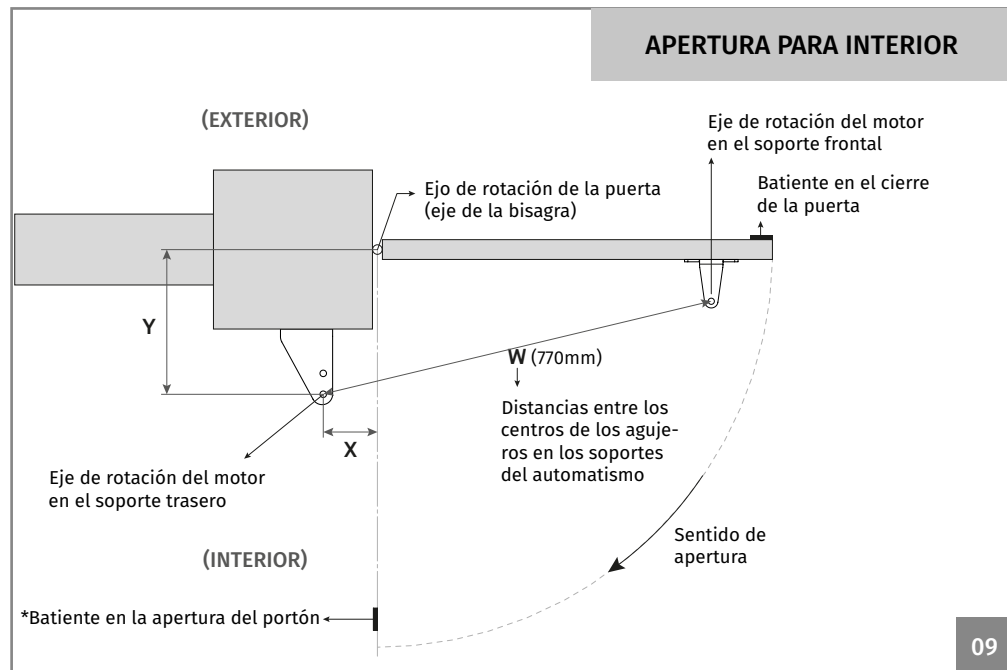 APERTURA PARA INTERIOR
(EXTERIOR)
Eje de rotación del motor
en el soporte frontal
Ejo de rotación de la puerta
(eje de la bisagra)
Batiente en el cierre
de la puerta
Y
W (770mm)
X
Distancias entre los
centros de los aguje-
ros en los soportes
del automatismo
Eje de rotación del motor
en el soporte trasero
Sentido de
apertura
(INTERIOR)
*Batiente en la apertura del portón
09